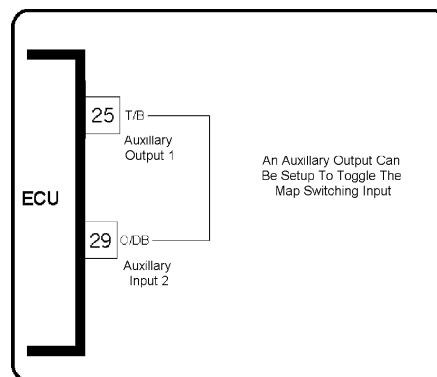 25 T/B
Auxillary
Output 1
An Auxillary Output Can
Be Setup To Toggle The
Map Switching Input
ECU
29 O/DB
Auxillary
Input 2